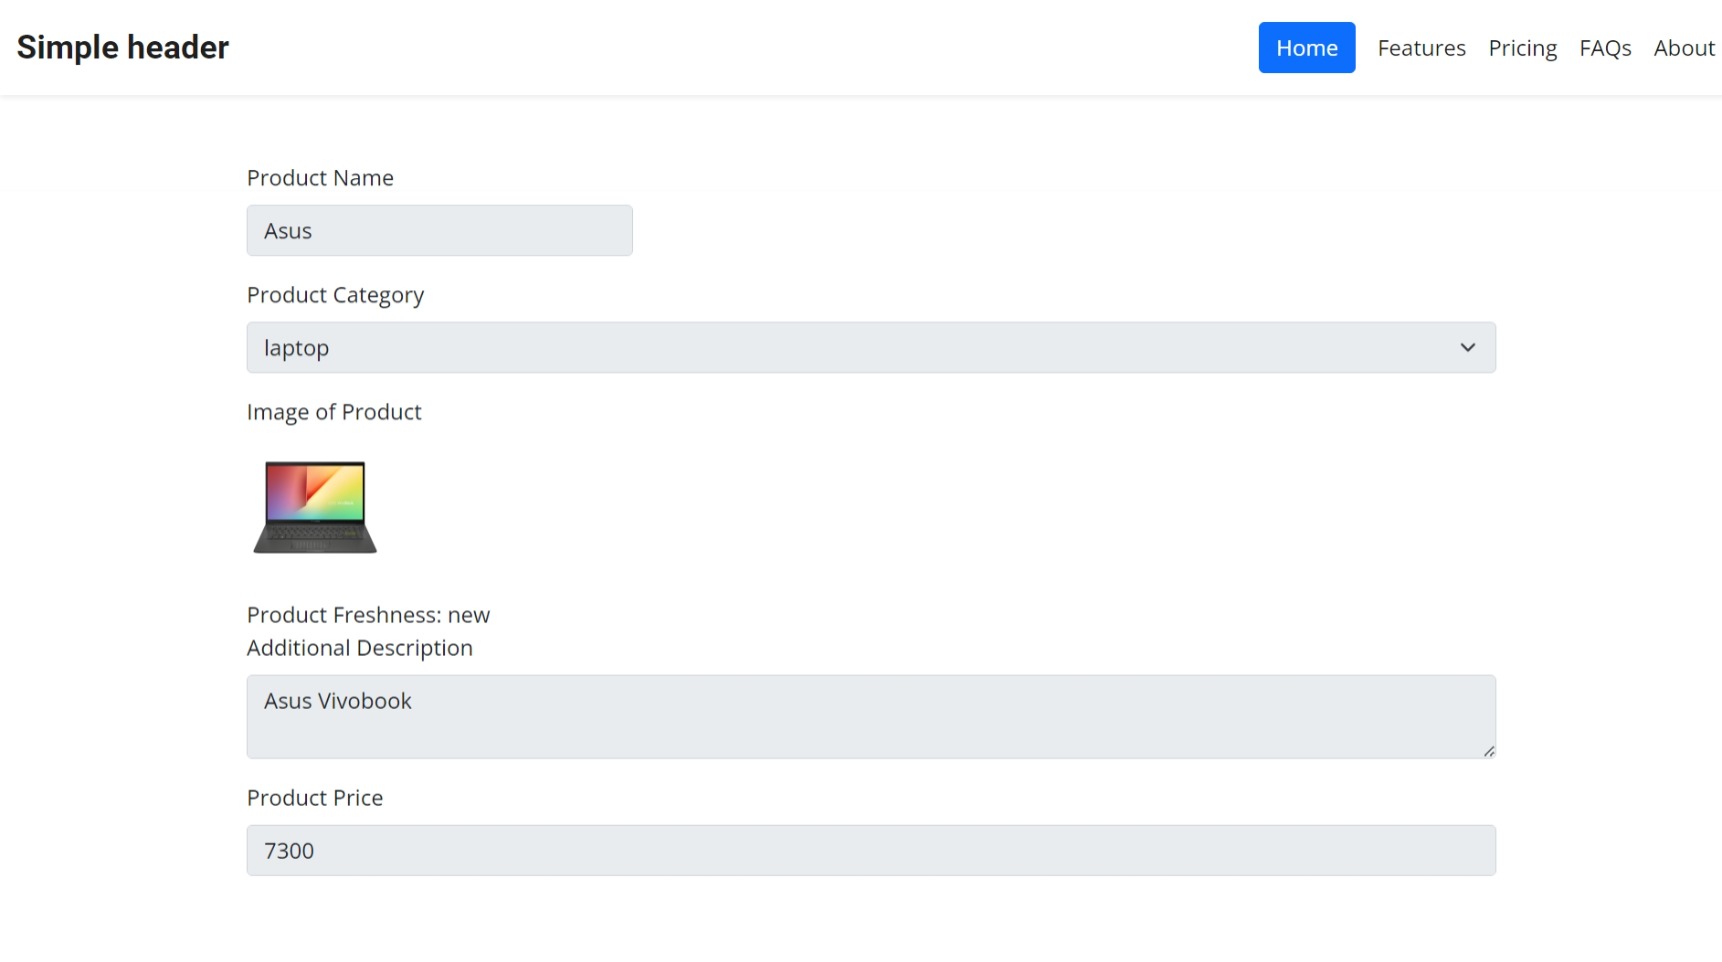 Simple header
Home Features Pricing FAQs About
Product Name
Asus
Product Category
laptop
Image of Product
Product Freshness: new
Additional Description
Asus Vivobook
Product Price
7300